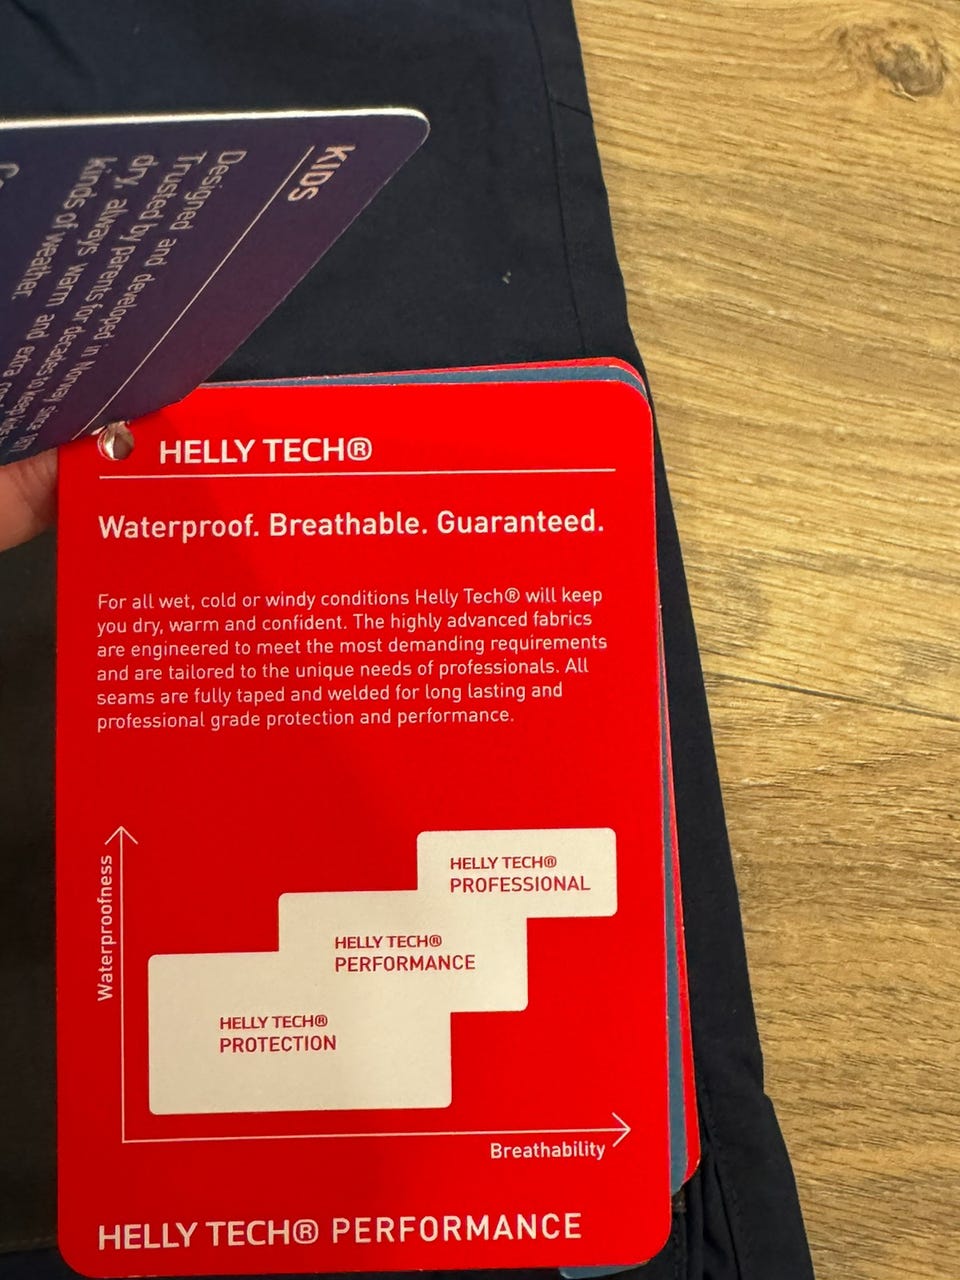 KIDS
Designed and developed in Norway since 18
Trusted by parents for decades to keep kids
dry, always warm and extra
kinds of weather.
HELLY TECH®
Waterproof. Breathable. Guaranteed.
For all wet, cold or windy conditions Helly Tech® will keep
you dry, warm and confident. The highly advanced fabrics
are engineered to meet the most demanding requirements
and are tailored to the unique needs of professionals. All
seams are fully taped and welded for long lasting and
professional grade protection and performance.
Waterproofness
HELLY TECH®
PROFESSIONAL
HELLY TECH®
PERFORMANCE
HELLY TECH®
PROTECTION
Breathability
HELLY TECH® PERFORMANCE